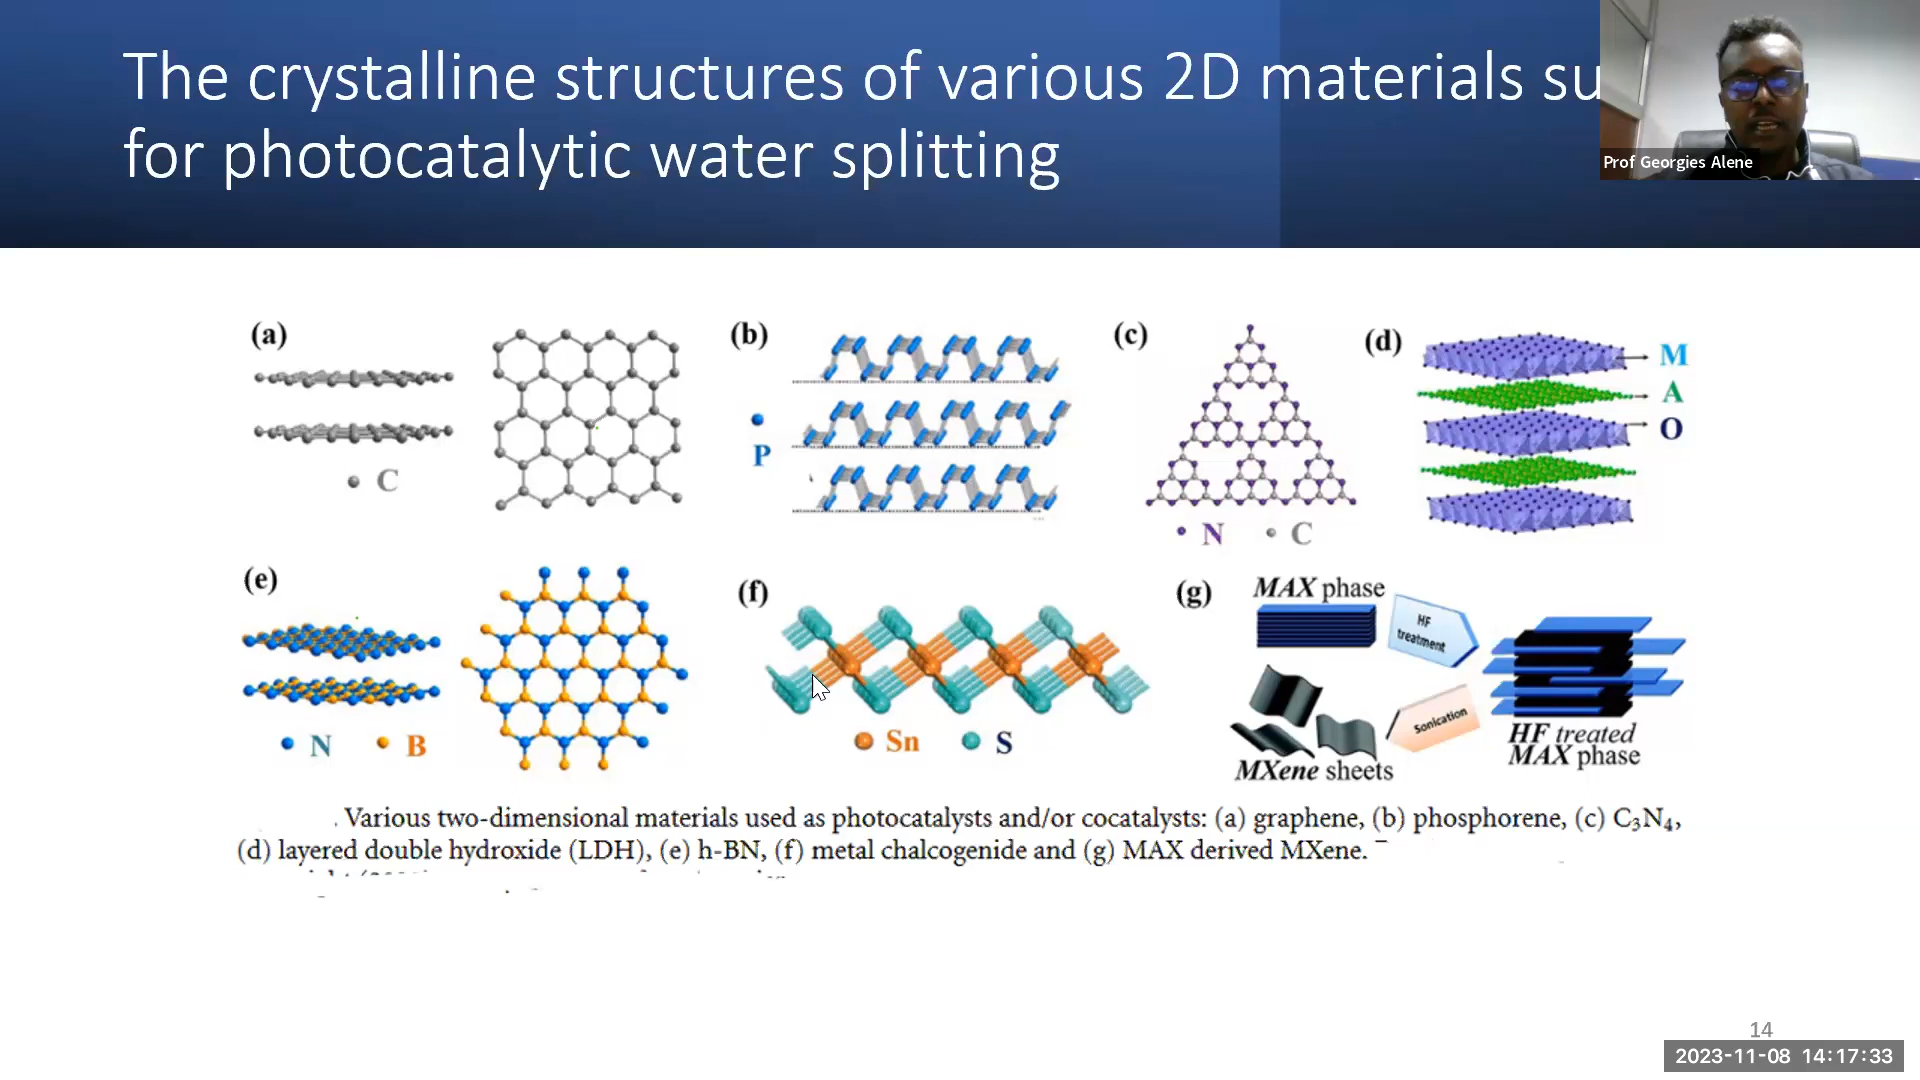 The crystalline structures of various 2D materials su
for photocatalytic water splitting
Prof Georgies Alene
(a)
C
(b)
P
(c)
N C
(d)
M
A
O
(e)
N B
(f)
Sn S
(g)
MAX phase
HF
treatment
HF treated
MAX phase
Sonication
MXene sheets
. Various two-dimensional materials used as photocatalysts and/or cocatalysts: (a) graphene, (b) phosphorene, (c) C₃N₄,
(d) layered double hydroxide (LDH), (e) h-BN, (f) metal chalcogenide and (g) MAX derived MXene.
14
2023-11-08 14:17:33